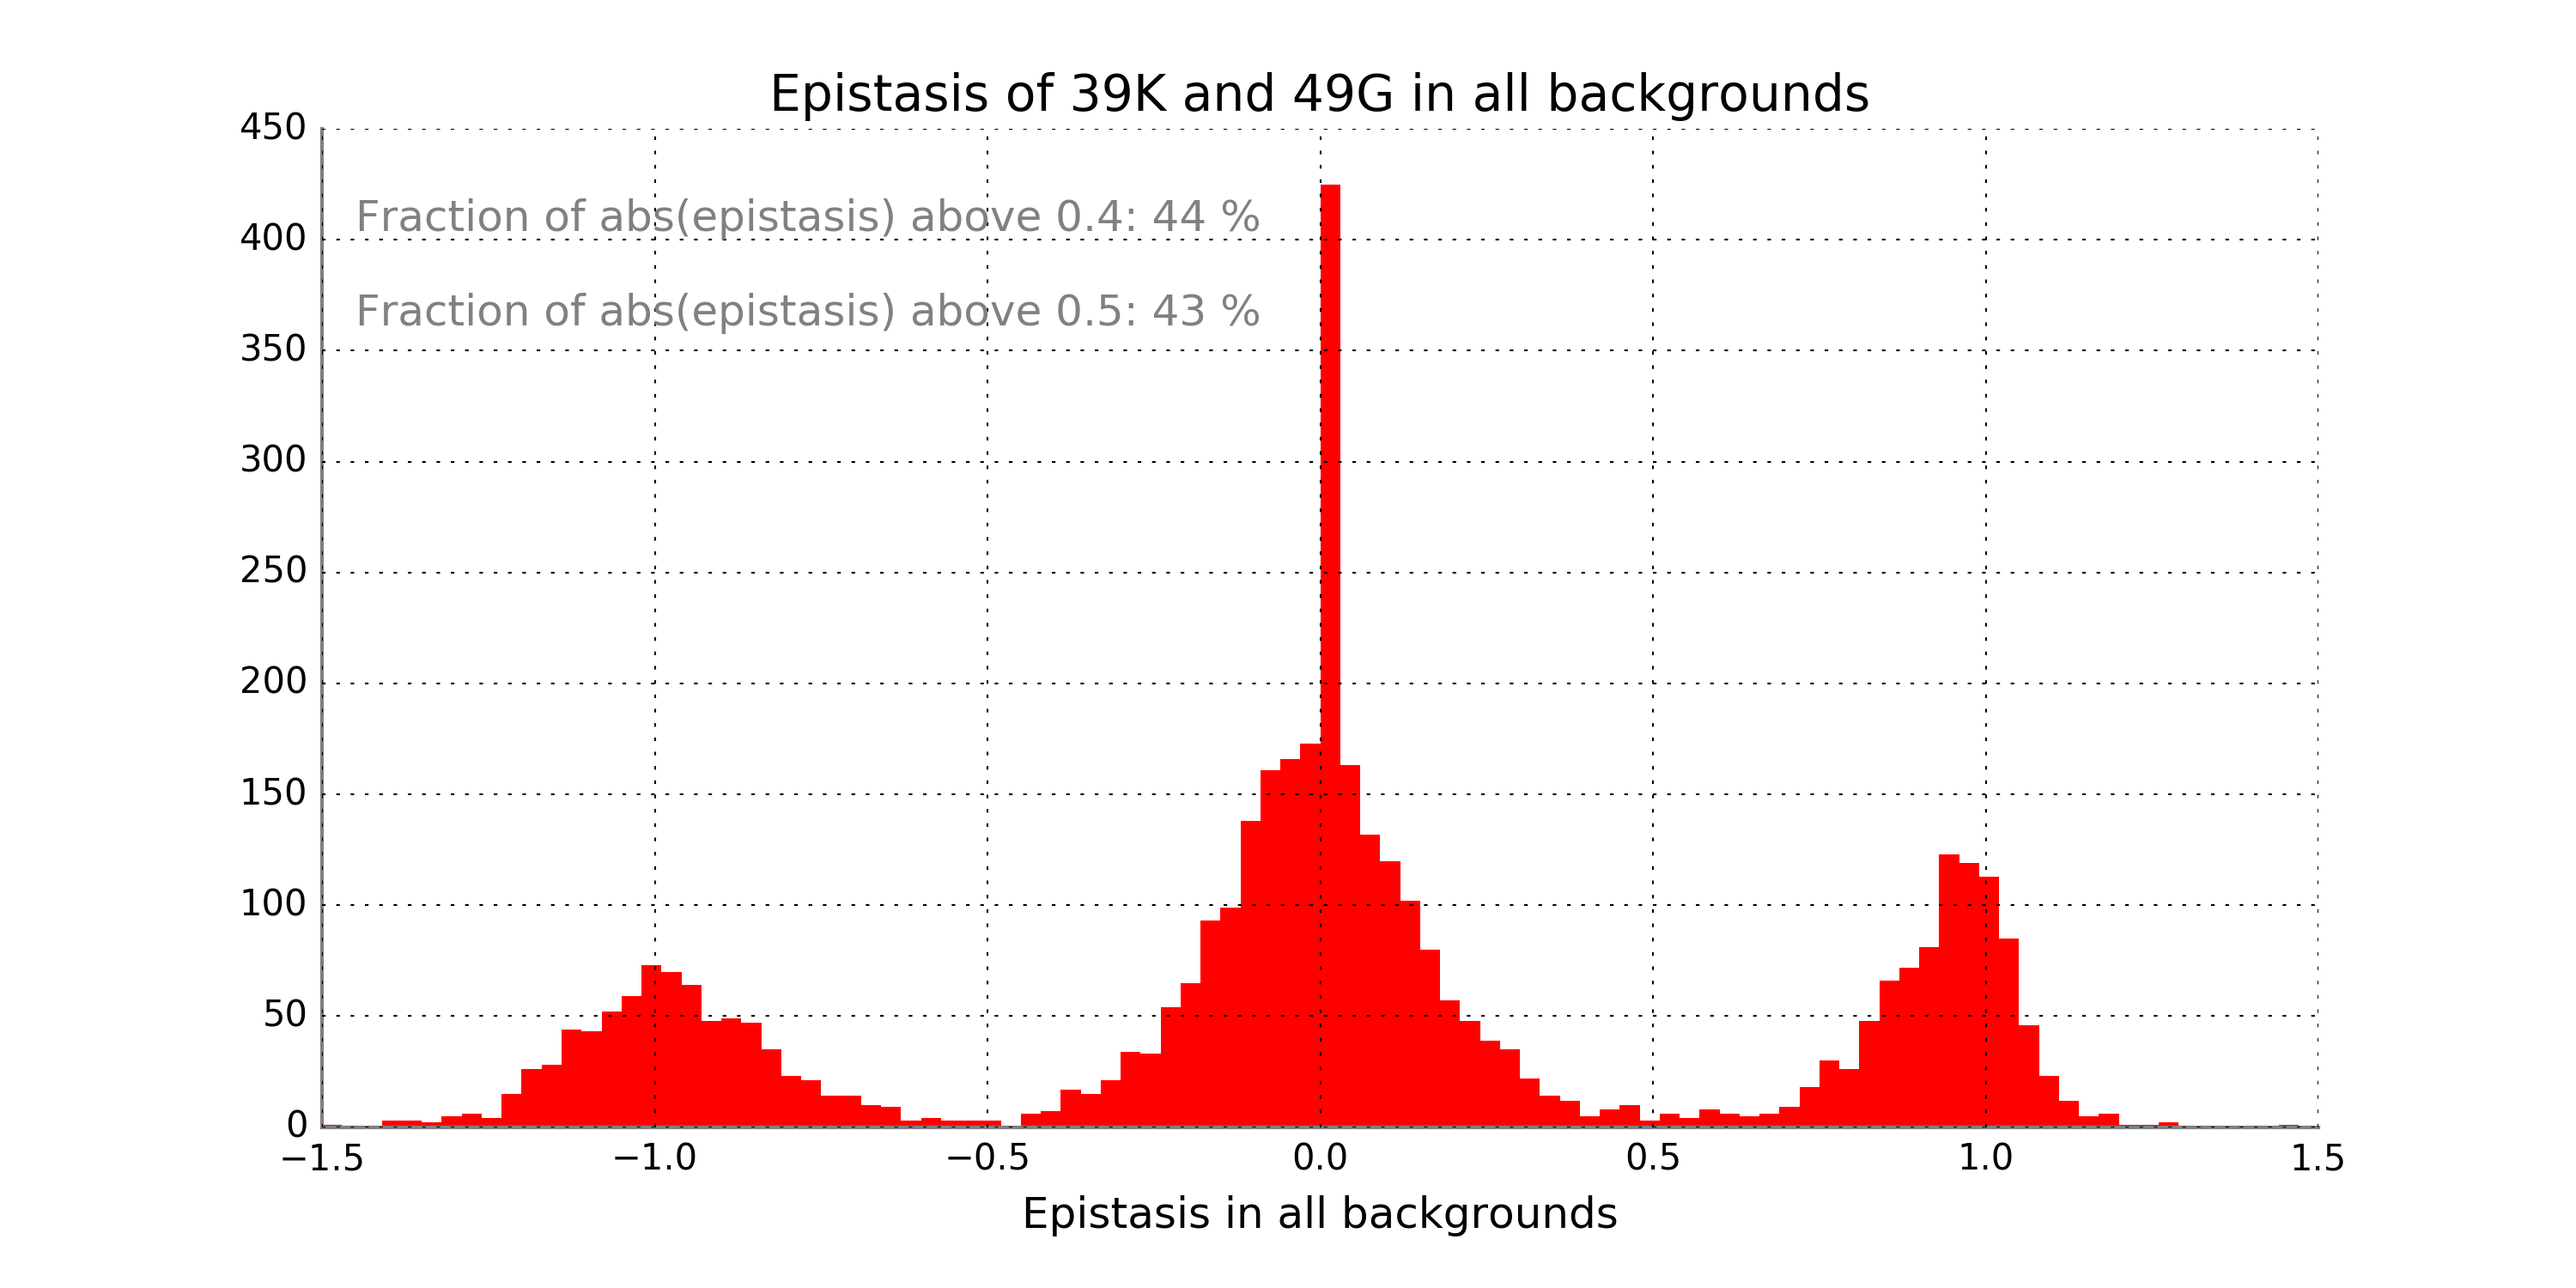 Epistasis of 39K and 49G in all backgrounds
450
400
350
300
250
200
150
100
50
0
Fraction of abs(epistasis) above 0.4: 44 %
Fraction of abs(epistasis) above 0.5: 43 %
−1.5 −1.0 −0.5 0.0 0.5 1.0 1.5
Epistasis in all backgrounds